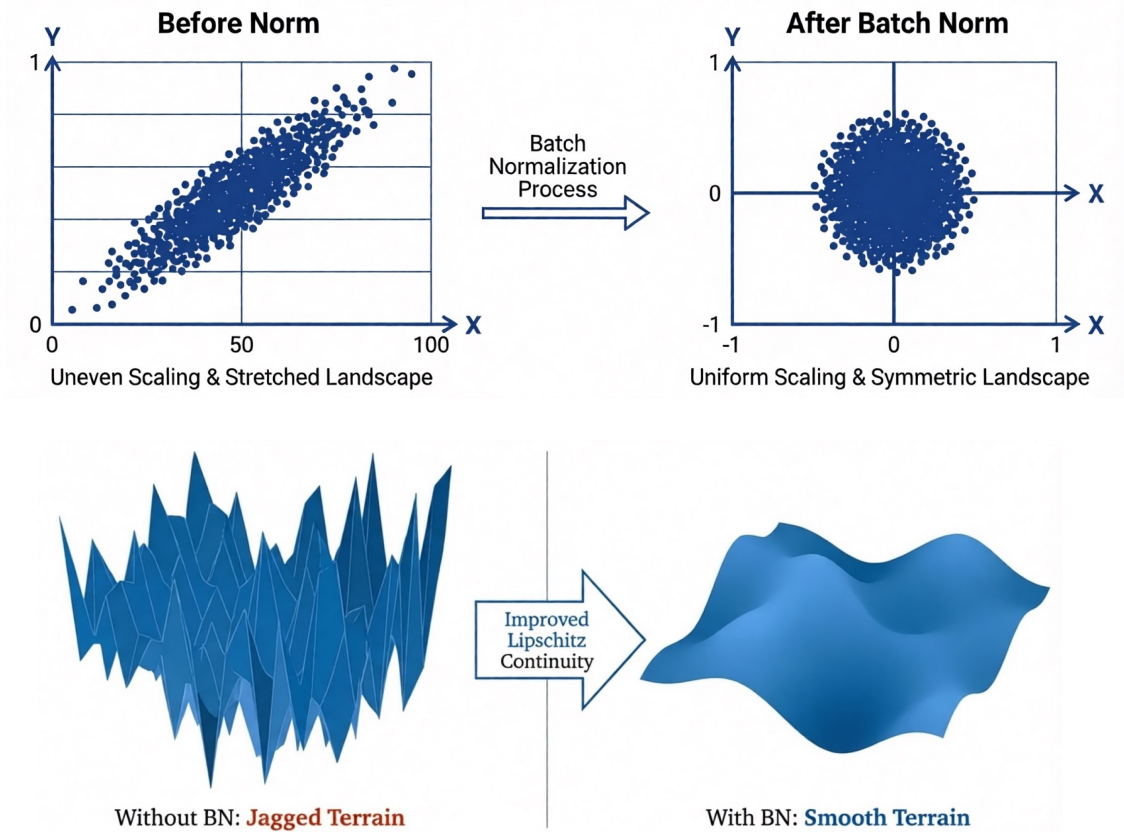 Before Norm
Y
1
0
0
50
100
X
Uneven Scaling & Stretched Landscape
Batch
Normalization
Process
After Batch Norm
Y
1
0
X
-1
X
-1
0
1
Uniform Scaling & Symmetric Landscape
Improved
Lipschitz
Continuity
Without BN: Jagged Terrain
With BN: Smooth Terrain